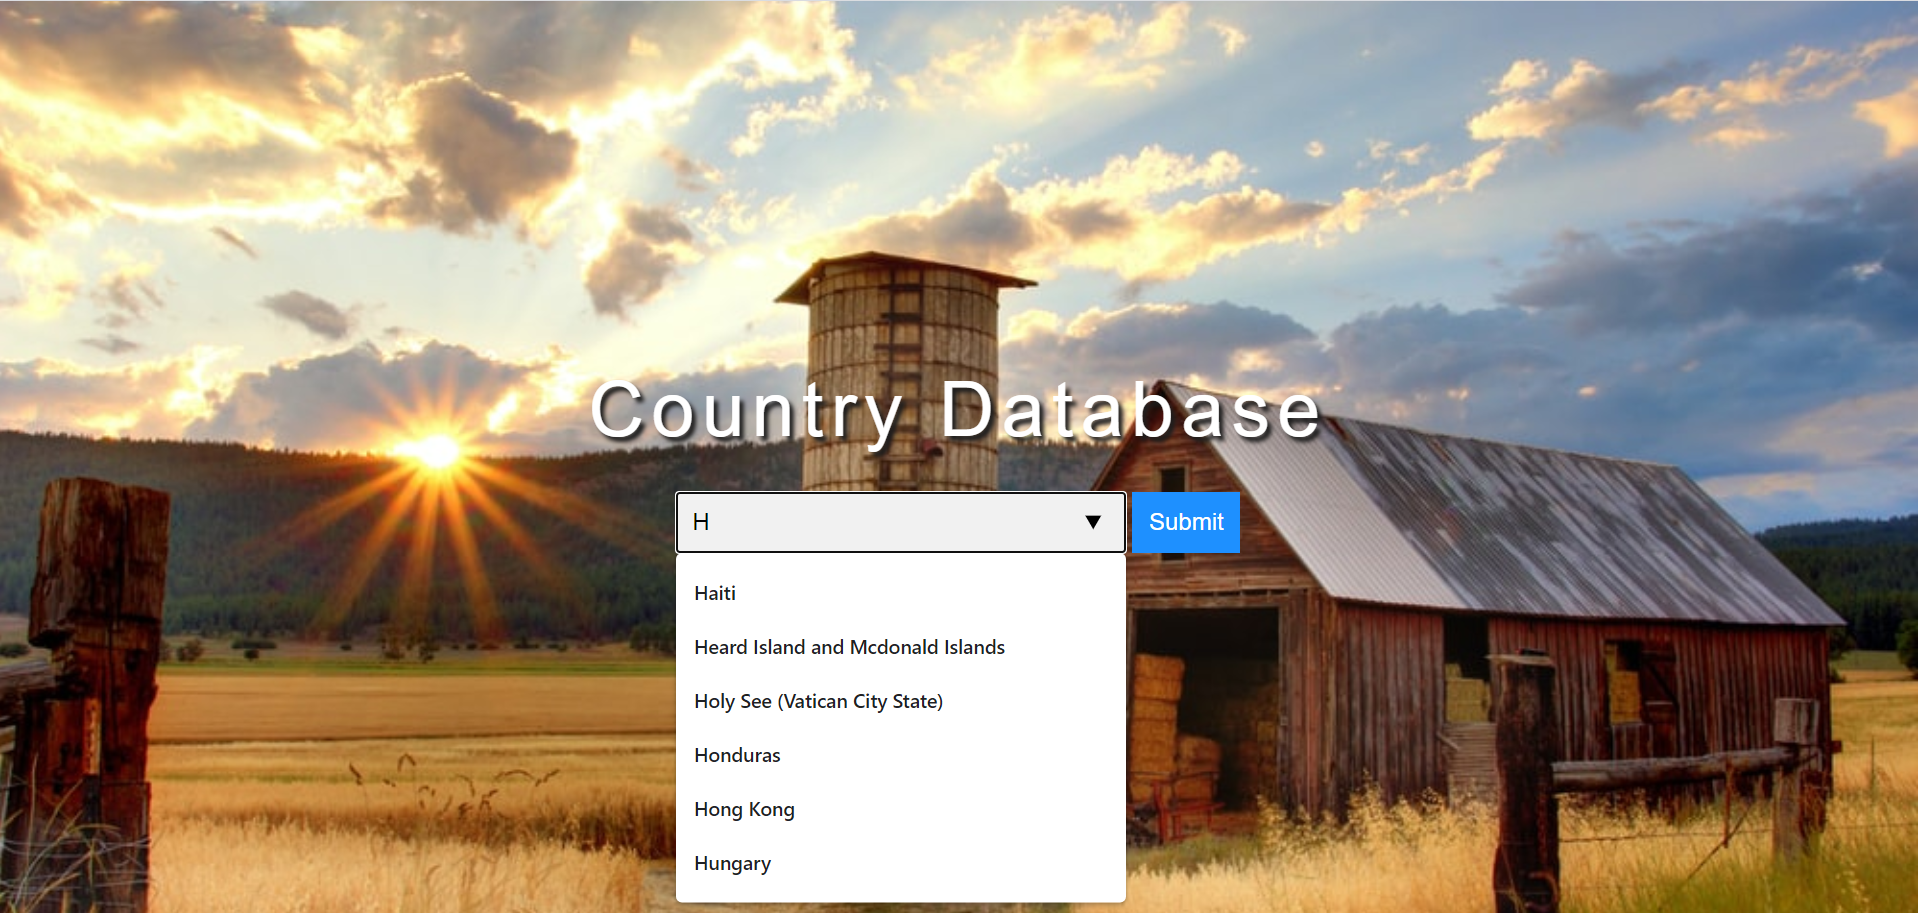 Country Database
H
Submit
Haiti
Heard Island and Mcdonald Islands
Holy See (Vatican City State)
Honduras
Hong Kong
Hungary